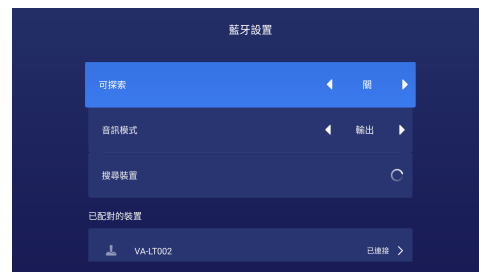 藍牙設置
可探索 關
音訊模式 輸出
搜尋裝置
已配對的裝置
VA-LT002 已連接